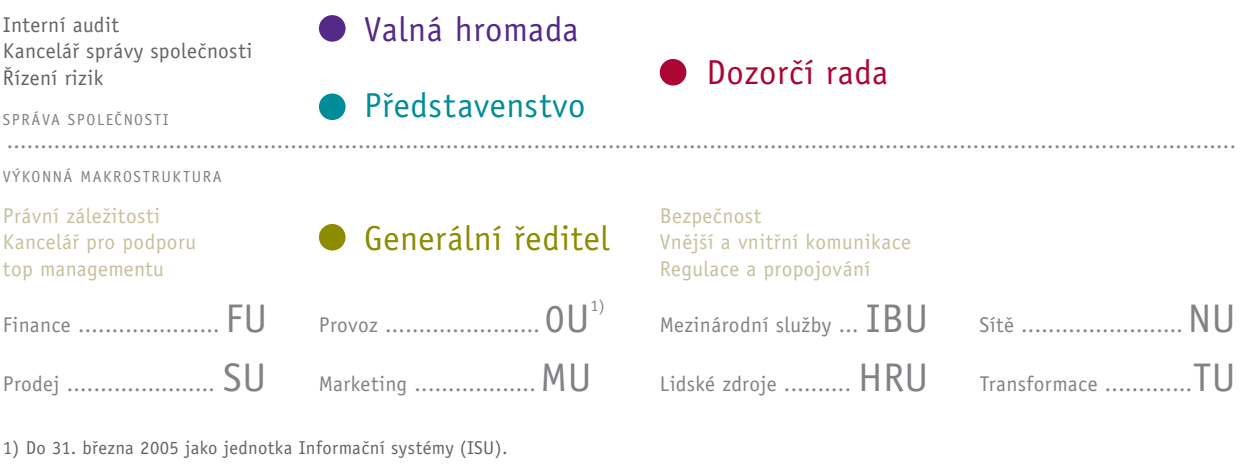 Interní audit
Kancelář správy společnosti
Řízení rizik
SPRÁVA SPOLEČNOSTI
Valná hromada
Představenstvo
Dozorčí rada
VÝKONNÁ MAKROSTRUKTURA
Právní záležitosti
Kancelář pro podporu
top managementu
Generální ředitel
Bezpečnost
Vnější a vnitřní komunikace
Regulace a propojování
Finance ..................... FU
Provoz ....................... OU1)
Mezinárodní služby ... IBU
Sítě ........................ NU
Prodej ...................... SU
Marketing .................. MU
Lidské zdroje .......... HRU
Transformace .............TU
1) Do 31. března 2005 jako jednotka Informační systémy (ISU).